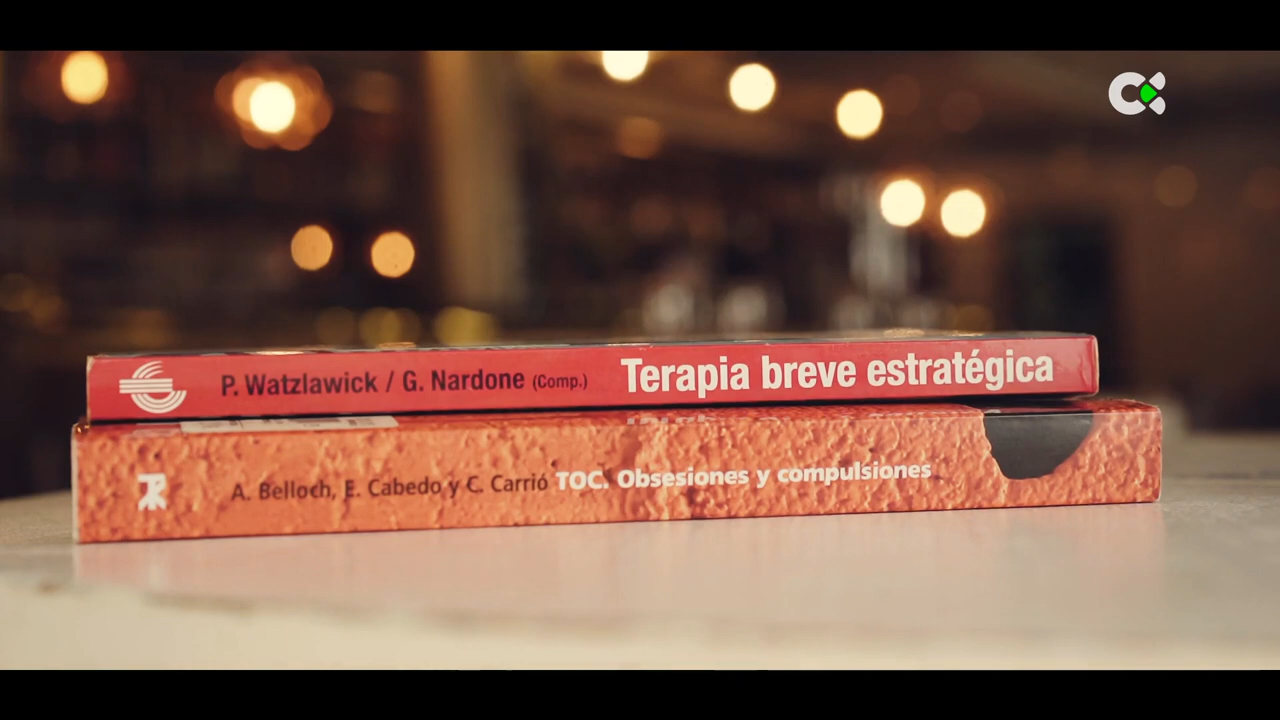 P. Watzlawick / G. Nardone (Comp.) Terapia breve estratégica
A. Belloch, E. Cabedo y C. Carrió TOC. Obsesiones y compulsiones